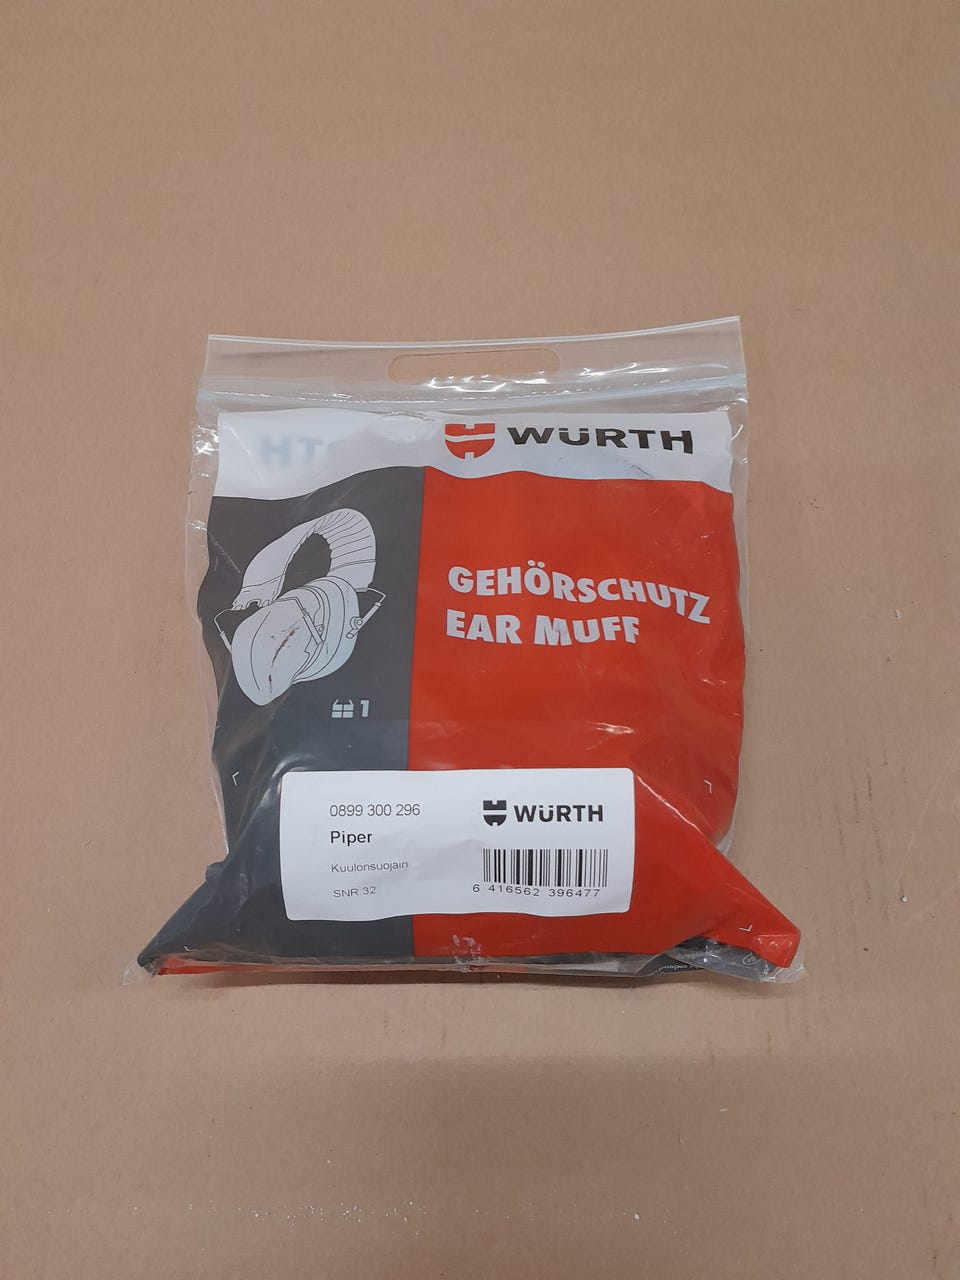 WÜRTH
GEHÖRSCHUTZ
EAR MUFF
1
0899 300 296
WÜRTH
Piper
Kuulonsuojain
SNR 32
6 416562 396477